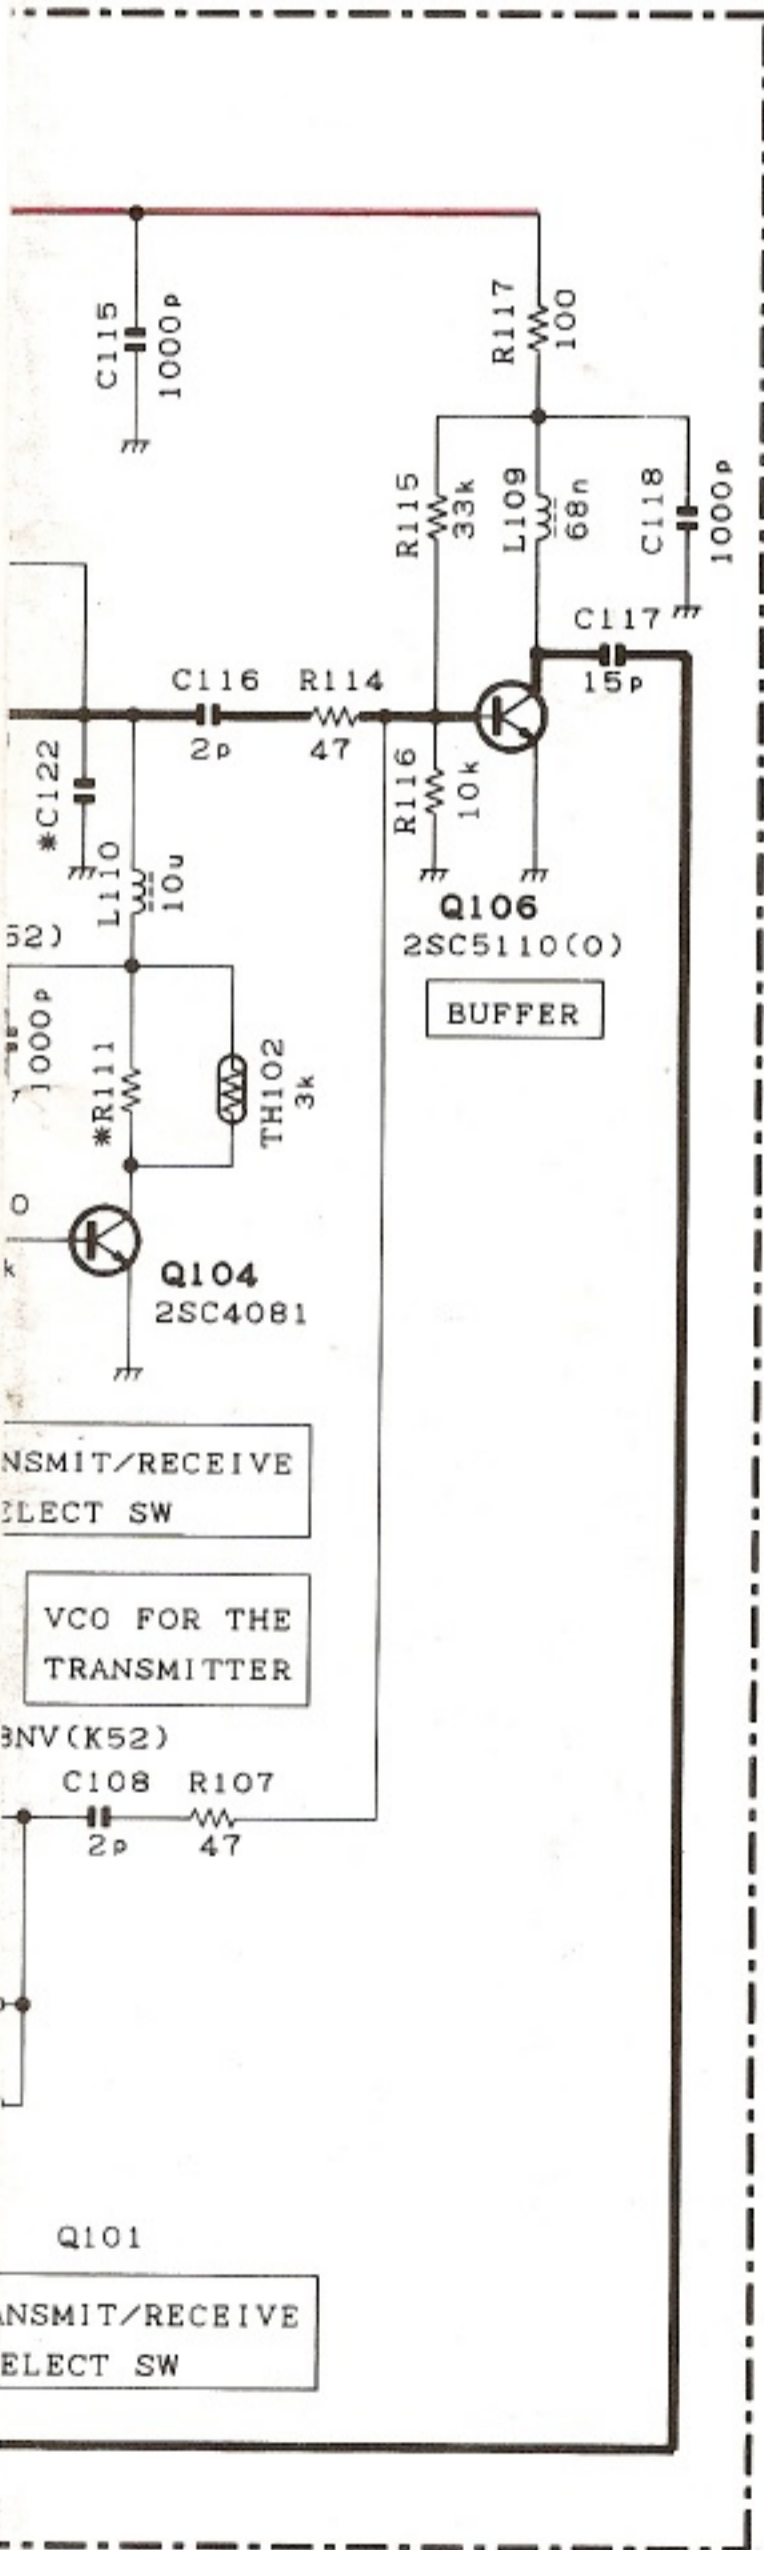 C115
1000p
R117
100
R115
33k
L109
68n
C118
1000p
C117
15p
C116
2p
R114
47
*C122
L110
10u
R116
10k
Q106
2SC5110(O)
BUFFER
52)
1000p
*R111
TH102
3k
O
k
Q104
2SC4081
NSMIT/RECEIVE
ELECT SW
VCO FOR THE
TRANSMITTER
BNV(K52)
C108
2p
R107
47
Q101
ANSMIT/RECEIVE
ELECT SW